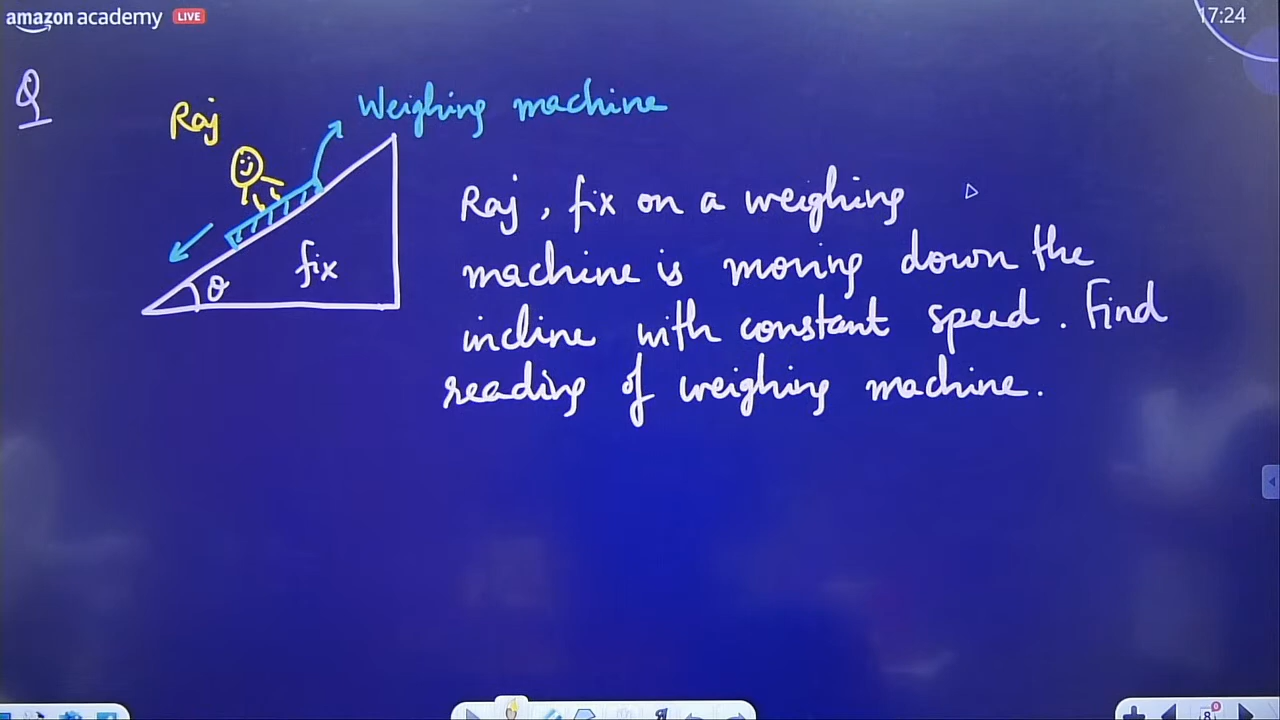 amazon academy LIVE
17:24
Q
Raj
Weighing machine
fix
θ
Raj, fix on a weighing
machine is moving down the
incline with constant speed. Find
reading of weighing machine.
8